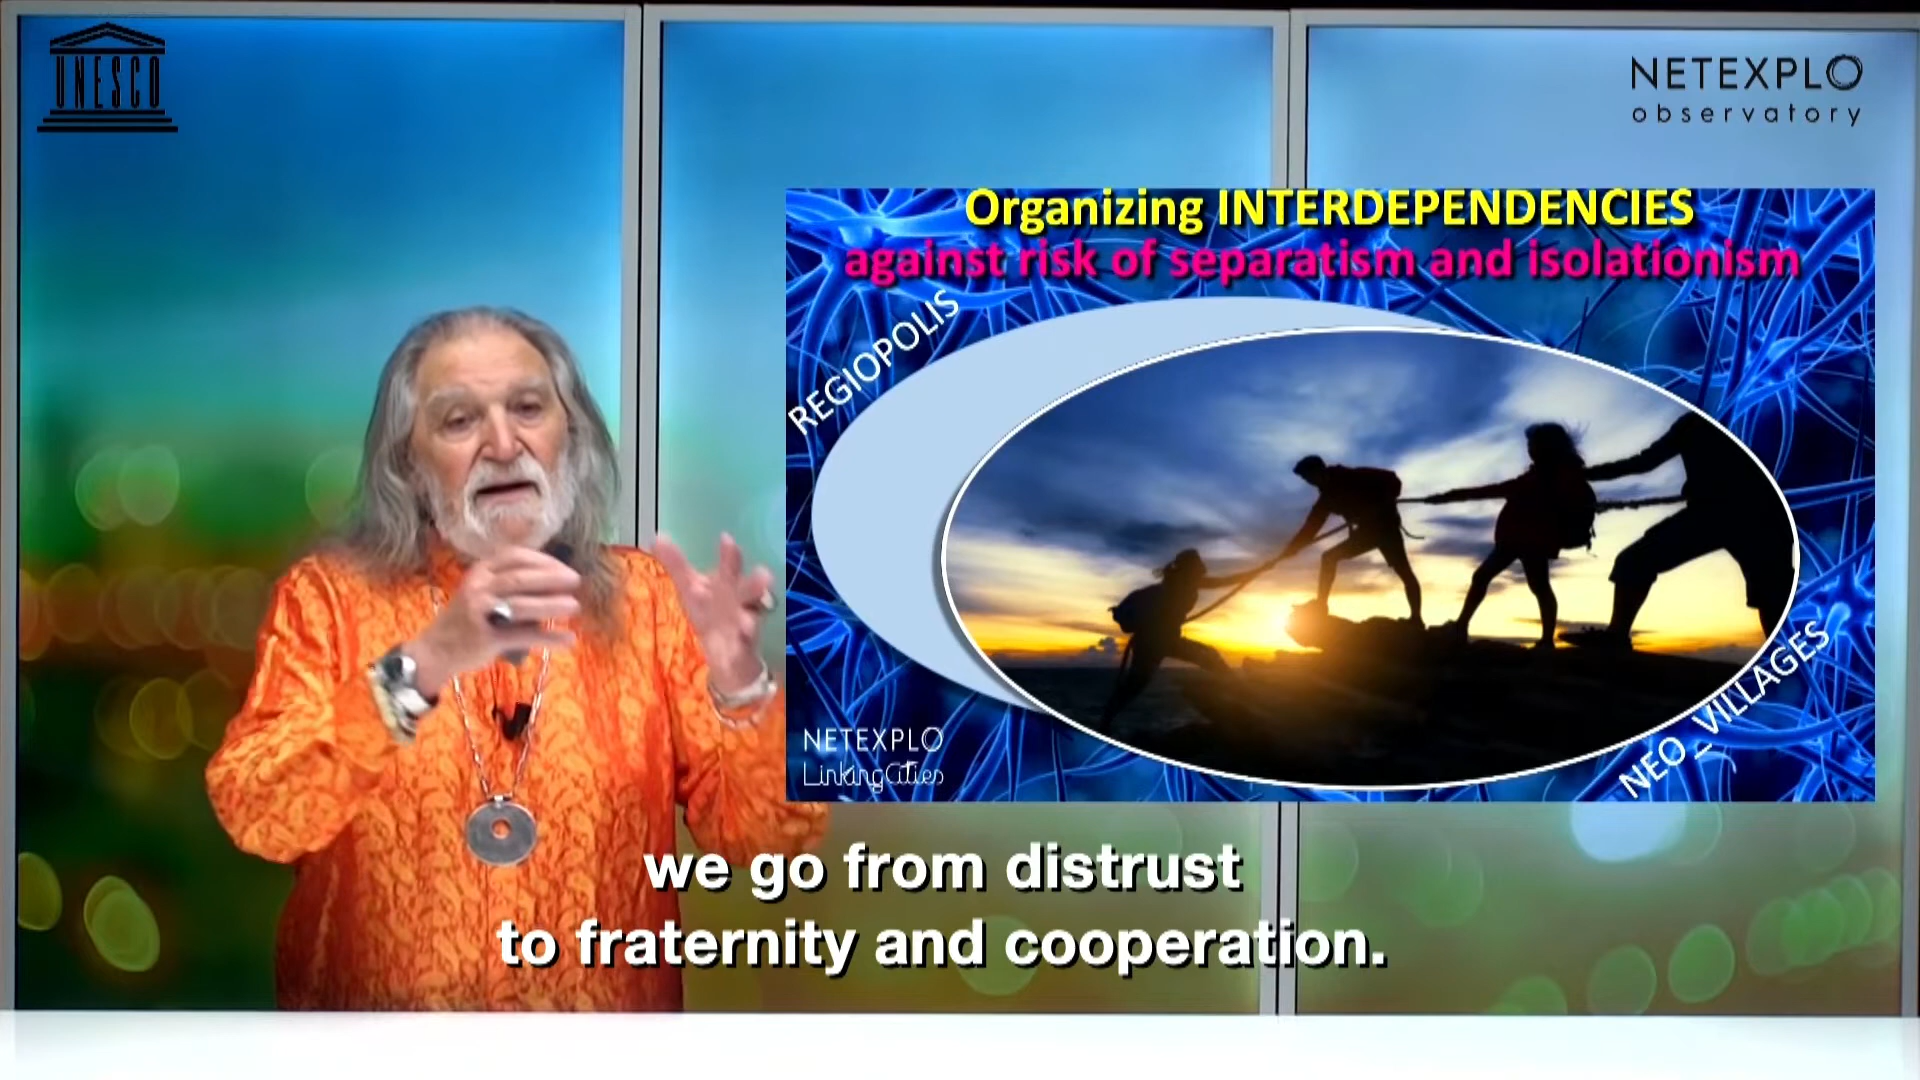 UNESCO
NETEXPLO
observatory
Organizing INTERDEPENDENCIES
against risk of separatism and isolationism
REGIOPOLIS
NEO_VILLAGES
NETEXPLO
LinkingCities
we go from distrust
to fraternity and cooperation.